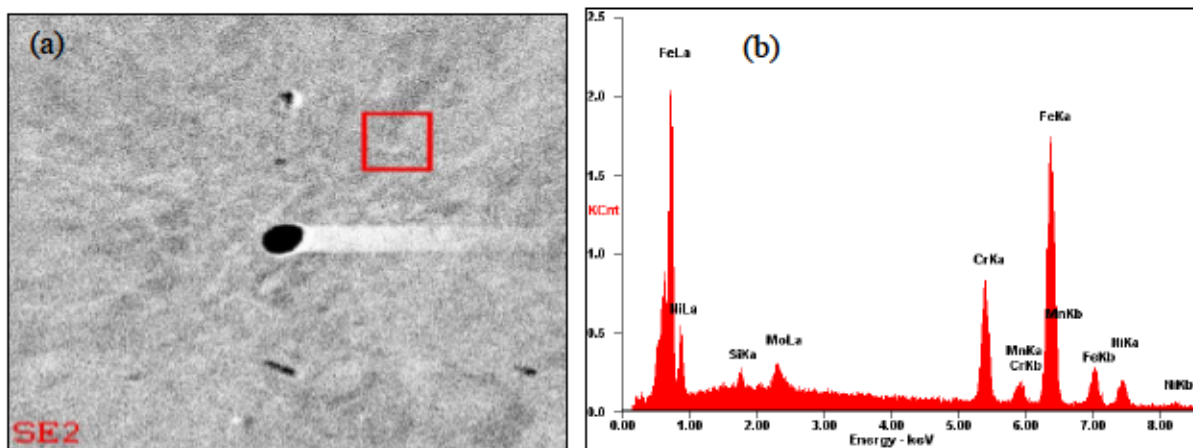 (a)
SE2
(b)
2.5
2.0
1.5
KCnt
1.0
0.5
0.0
FeLa
NiLa
SiKa
MoLa
CrKa
MnKa
CrKb
FeKa
MnKb
FeKb
NiKa
NiKb
0.00 1.00 2.00 3.00 4.00 5.00 6.00 7.00 8.00
Energy - keV